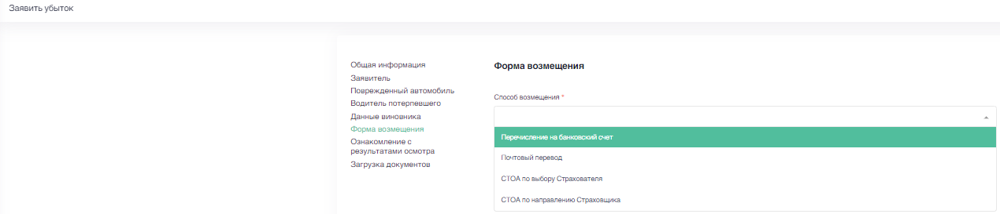 Заявить убыток
Общая информация
Заявитель
Поврежденный автомобиль
Водитель потерпевшего
Данные виновника
Форма возмещения
Ознакомление с
результатами осмотра
Загрузка документов
Форма возмещения
Способ возмещения *
Перечисление на банковский счет
Почтовый перевод
СТОА по выбору Страхователя
СТОА по направлению Страховщика